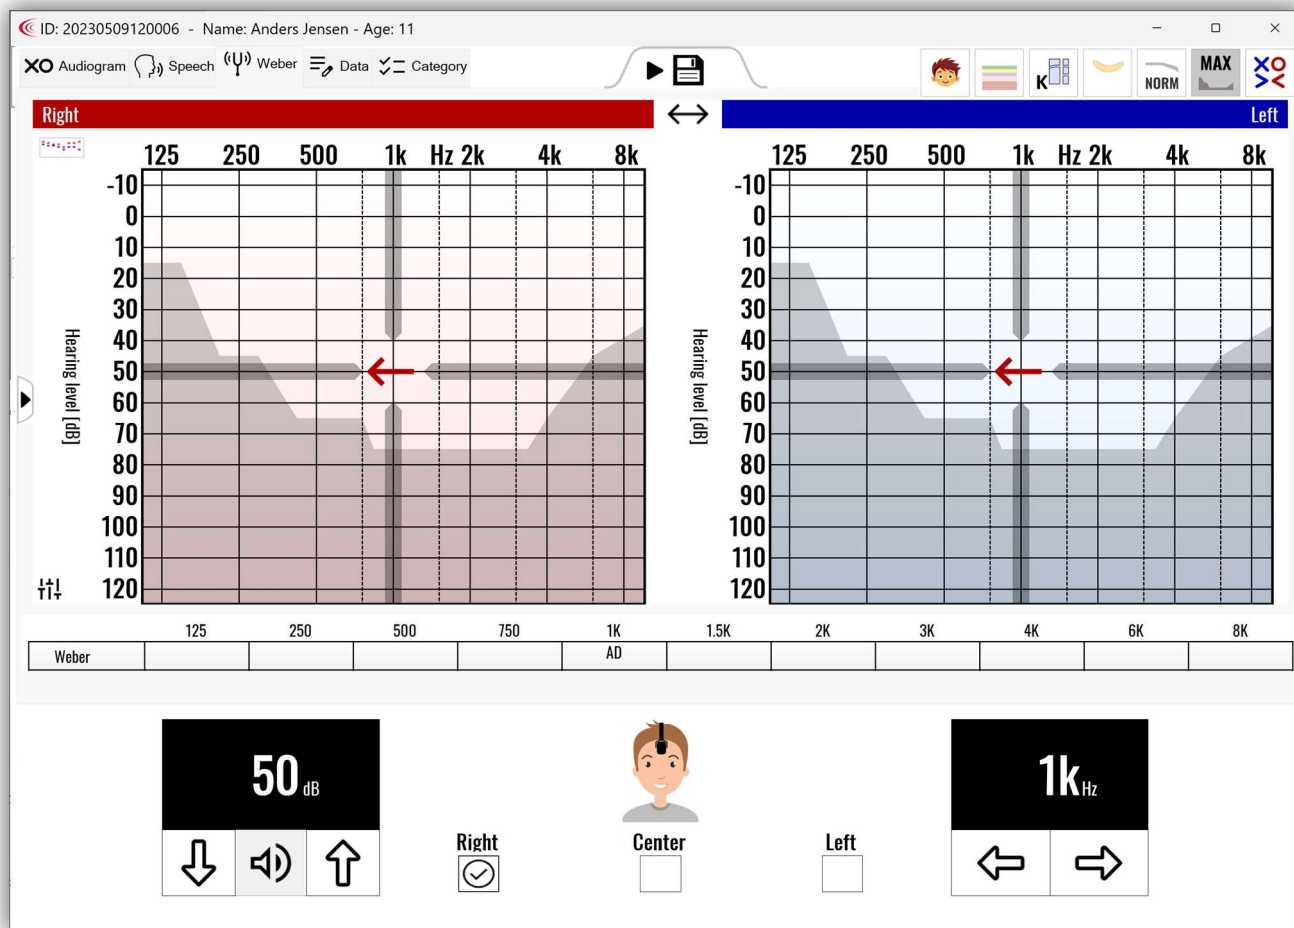 ID: 20230509120006 - Name: Anders Jensen - Age: 11
XO Audiogram Speech Weber Data Category K NORM MAX
Right Left
125 250 500 1k Hz 2k 4k 8k
-10
0
10
20
30
40
50
60
70
80
90
100
110
120
Hearing level [dB]
125 250 500 1k Hz 2k 4k 8k
-10
0
10
20
30
40
50
60
70
80
90
100
110
120
Hearing level [dB]
125 250 500 750 1K 1.5K 2K 3K 4K 6K 8K
Weber AD
50 dB
1k Hz
Right Center Left